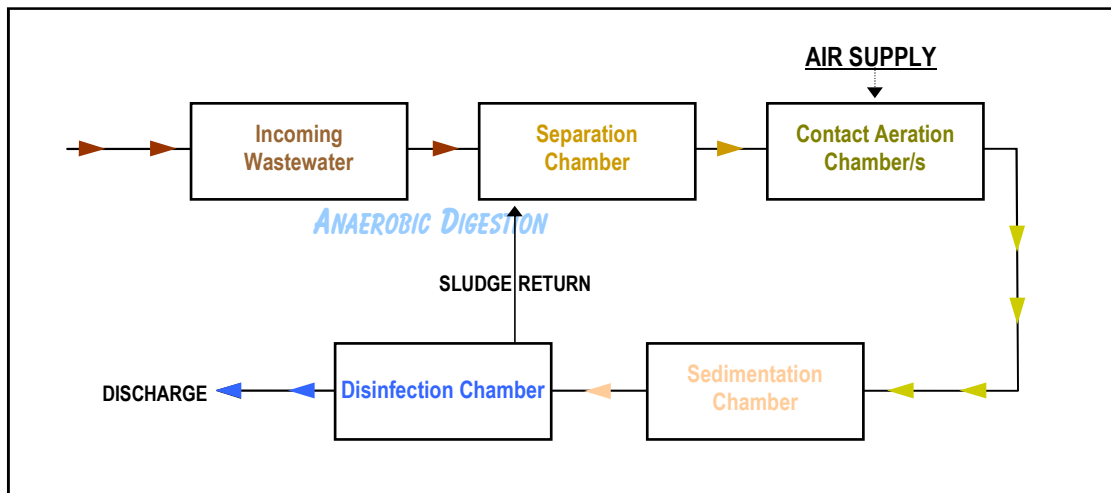 AIR SUPPLY
Incoming
Wastewater
Separation
Chamber
Contact Aeration
Chamber/s
ANAEROBIC DIGESTION
SLUDGE RETURN
DISCHARGE
Disinfection Chamber
Sedimentation
Chamber